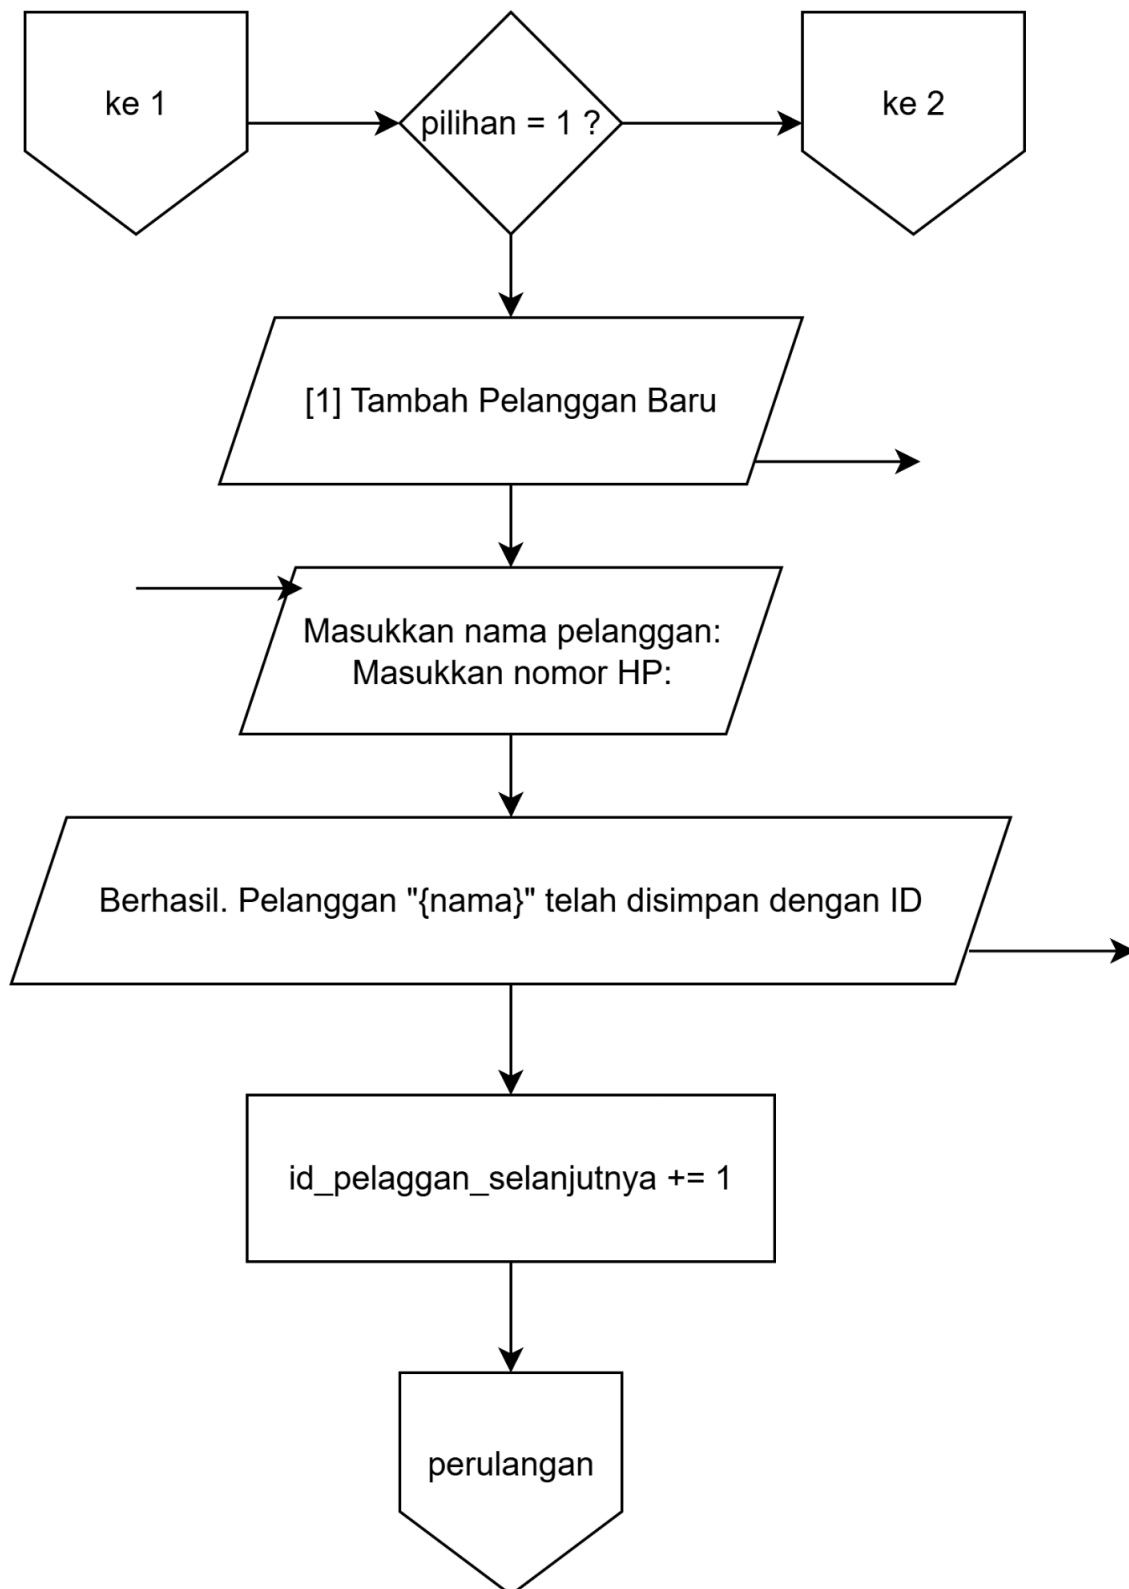 ke 1
pilihan = 1 ?
ke 2
[1] Tambah Pelanggan Baru
Masukkan nama pelanggan:
Masukkan nomor HP:
Berhasil. Pelanggan "{nama}" telah disimpan dengan ID
id_pelaggan_selanjutnya += 1
perulangan